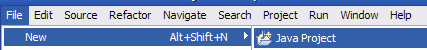 File Edit Source Refactor Navigate Search Project Run Window Help
New Alt+Shift+N Java Project